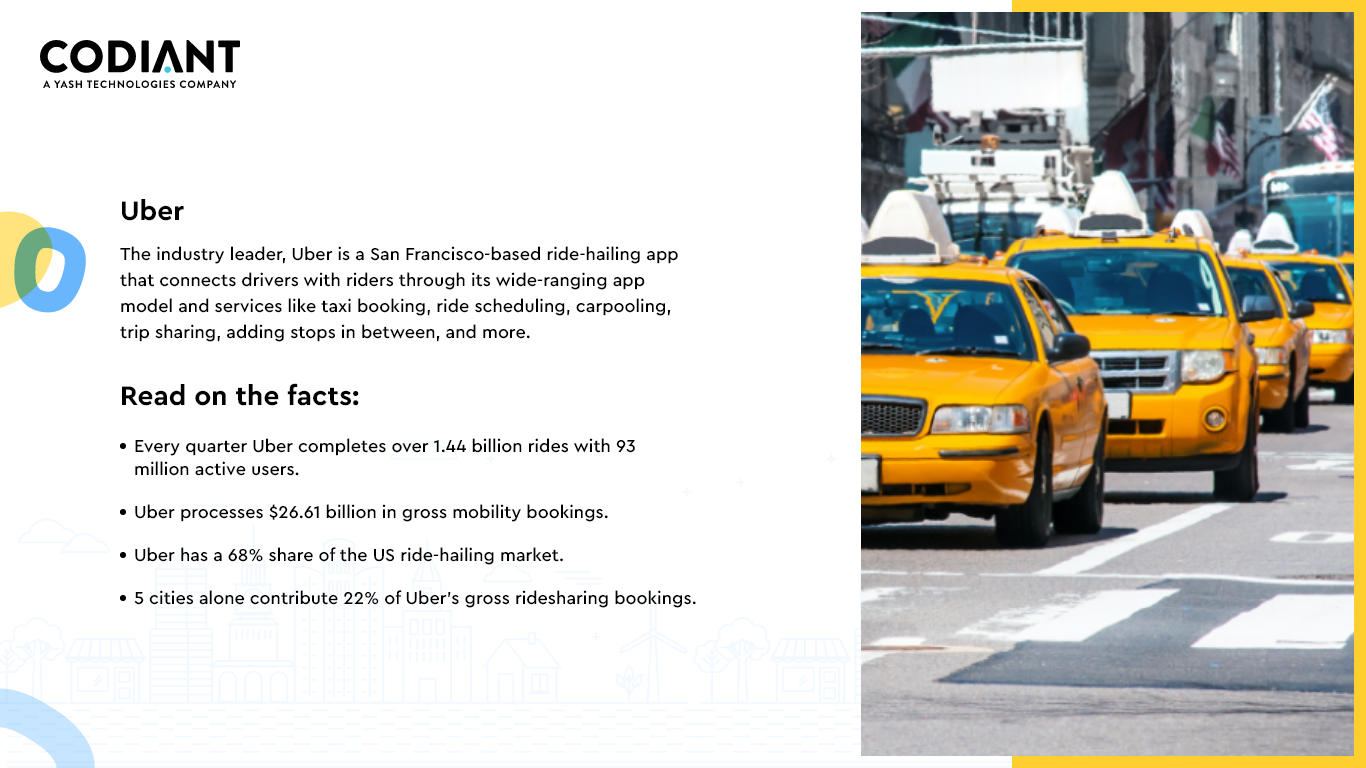 CODIANT
A YASH TECHNOLOGIES COMPANY
Uber
The industry leader, Uber is a San Francisco-based ride-hailing app
that connects drivers with riders through its wide-ranging app
model and services like taxi booking, ride scheduling, carpooling,
trip sharing, adding stops in between, and more.
Read on the facts:
• Every quarter Uber completes over 1.44 billion rides with 93
million active users.
• Uber processes $26.61 billion in gross mobility bookings.
• Uber has a 68% share of the US ride-hailing market.
• 5 cities alone contribute 22% of Uber's gross ridesharing bookings.